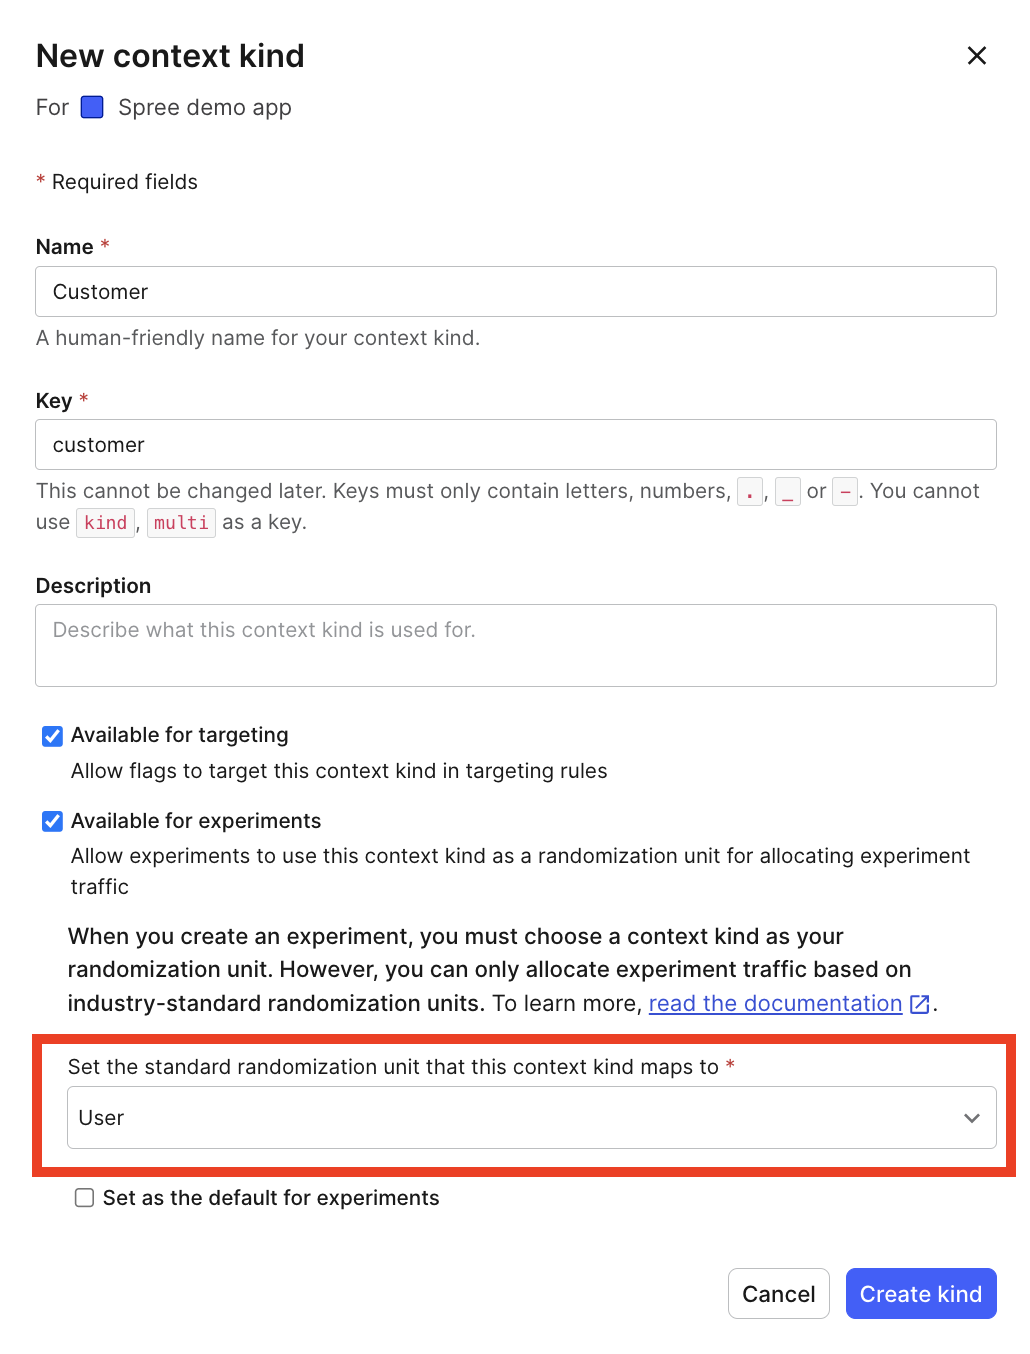 New context kind
For Spree demo app
* Required fields
Name *
Customer
A human-friendly name for your context kind.
Key *
customer
This cannot be changed later. Keys must only contain letters, numbers, ., _ or -. You cannot
use kind, multi as a key.
Description
Describe what this context kind is used for.
Available for targeting
Allow flags to target this context kind in targeting rules
Available for experiments
Allow experiments to use this context kind as a randomization unit for allocating experiment
traffic
When you create an experiment, you must choose a context kind as your
randomization unit. However, you can only allocate experiment traffic based on
industry-standard randomization units. To learn more, read the documentation.
Set the standard randomization unit that this context kind maps to *
User
Set as the default for experiments
Cancel Create kind